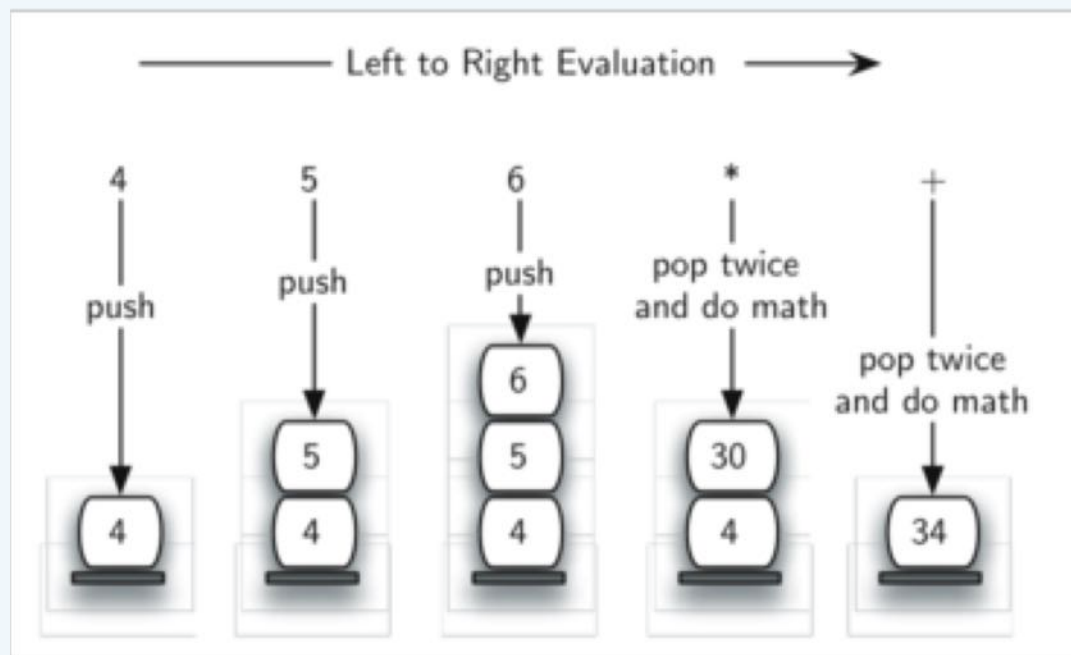 Left to Right Evaluation
4 5 6 * +
push push push pop twice and do math pop twice and do math
6
5 5 30
4 4 4 4 34